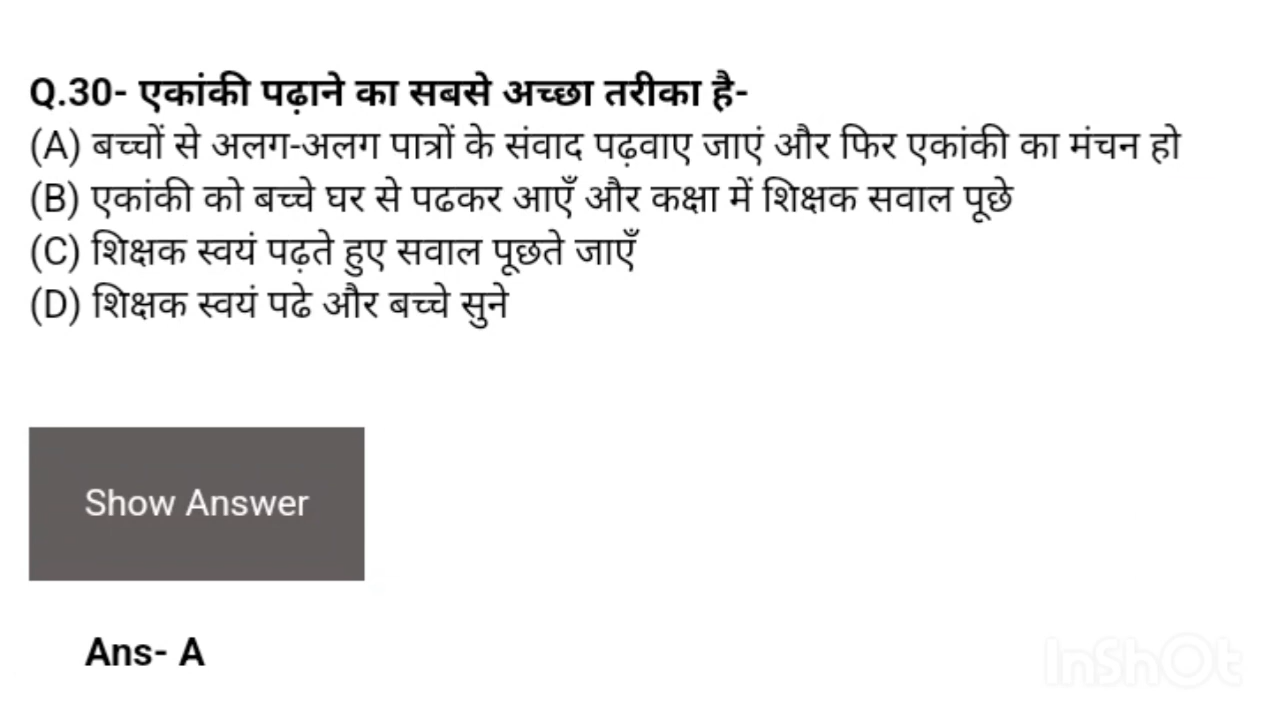 Q.30- एकांकी पढ़ाने का सबसे अच्छा तरीका है-
(A) बच्चों से अलग-अलग पात्रों के संवाद पढ़वाए जाएं और फिर एकांकी का मंचन हो
(B) एकांकी को बच्चे घर से पढकर आएँ और कक्षा में शिक्षक सवाल पूछे
(C) शिक्षक स्वयं पढ़ते हुए सवाल पूछते जाएँ
(D) शिक्षक स्वयं पढे और बच्चे सुने
Show Answer
Ans- A
InShOt